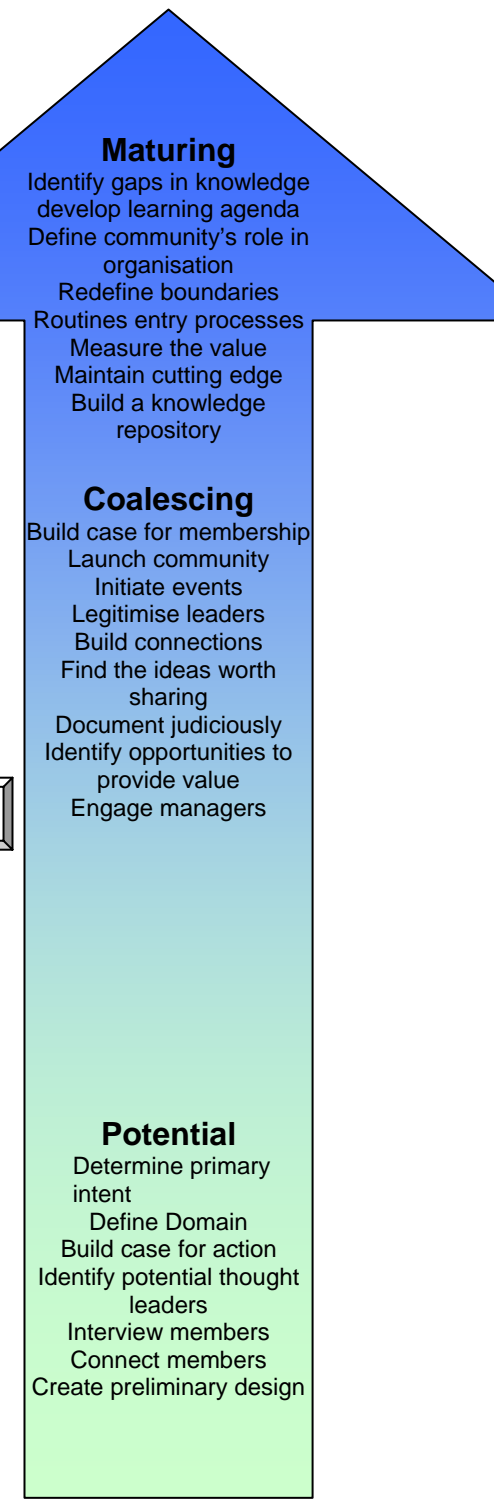 Maturing
Identify gaps in knowledge
develop learning agenda
Define community’s role in
organisation
Redefine boundaries
Routines entry processes
Measure the value
Maintain cutting edge
Build a knowledge
repository
Coalescing
Build case for membership
Launch community
Initiate events
Legitimise leaders
Build connections
Find the ideas worth
sharing
Document judiciously
Identify opportunities to
provide value
Engage managers
Potential
Determine primary
intent
Define Domain
Build case for action
Identify potential thought
leaders
Interview members
Connect members
Create preliminary design